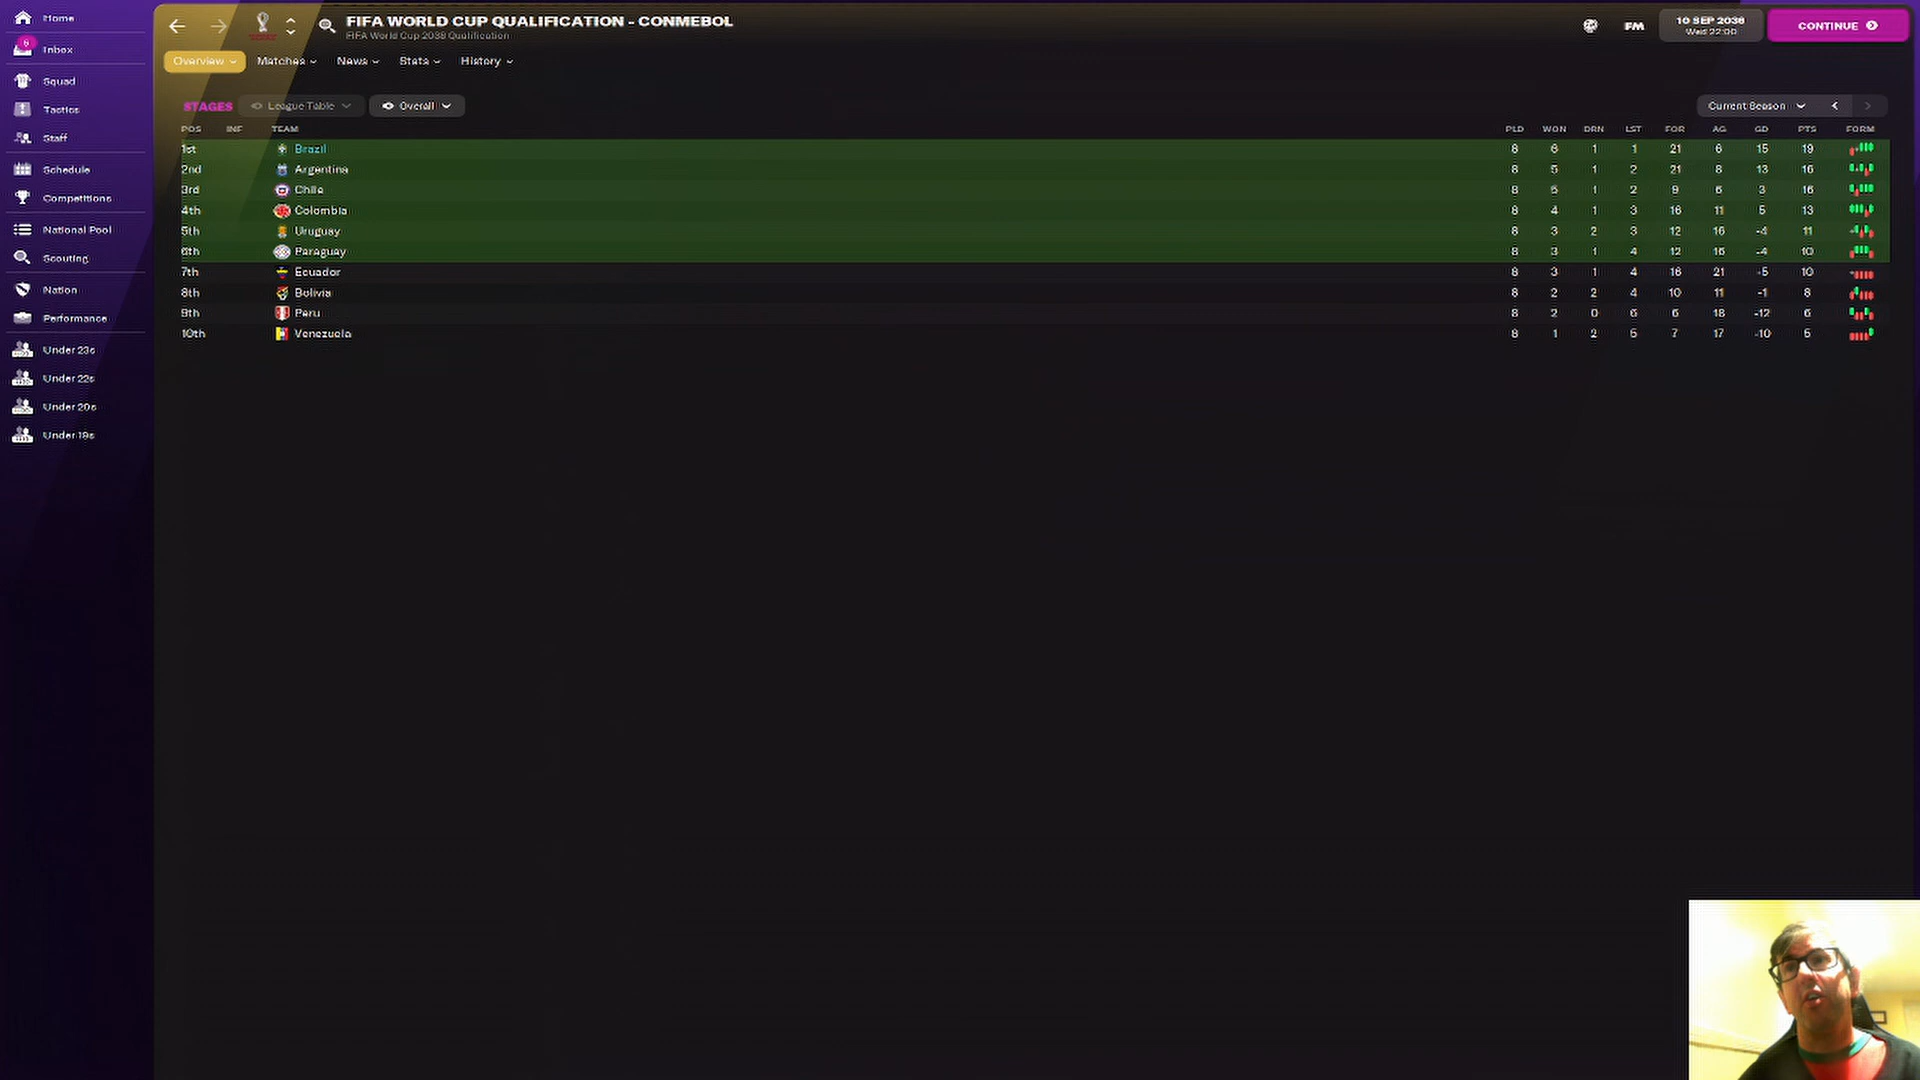 Home
Inbox
Squad
Tactics
Staff
Schedule
Competitions
National Pool
Scouting
Nation
Performance
Under 23s
Under 22s
Under 20s
Under 19s
FIFA WORLD CUP QUALIFICATION - CONMEBOL
FIFA World Cup 2038 Qualification
FM
10 SEP 2036
Wed 22:00
CONTINUE
Overview Matches News Stats History
STAGES League Table Overall Current Season
POS INF TEAM PLD WON DRN LST FOR AG GD PTS FORM
1st Brazil 8 6 1 1 21 6 15 19
2nd Argentina 8 5 1 2 21 8 13 16
3rd Chile 8 5 1 2 9 6 3 16
4th Colombia 8 4 1 3 16 11 5 13
5th Uruguay 8 3 2 3 12 16 -4 11
6th Paraguay 8 3 1 4 12 16 -4 10
7th Ecuador 8 3 1 4 16 21 -5 10
8th Bolivia 8 2 2 4 10 11 -1 8
9th Peru 8 2 0 6 6 18 -12 6
10th Venezuela 8 1 2 5 7 17 -10 5